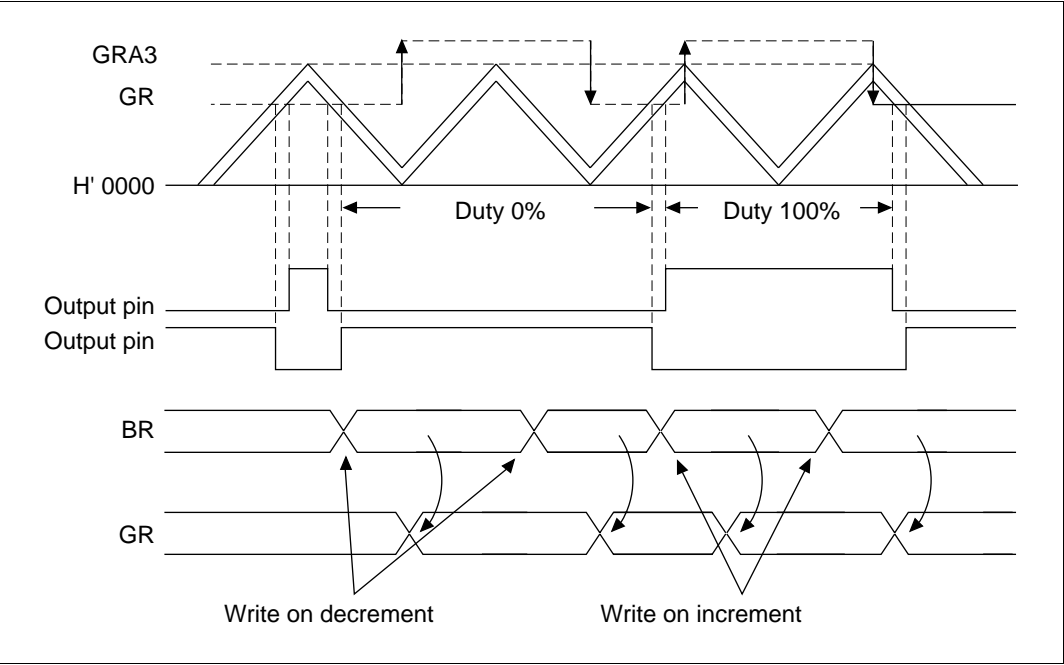 GRA3
GR
H' 0000
Duty 0%
Duty 100%
Output pin
Output pin
BR
GR
Write on decrement
Write on increment